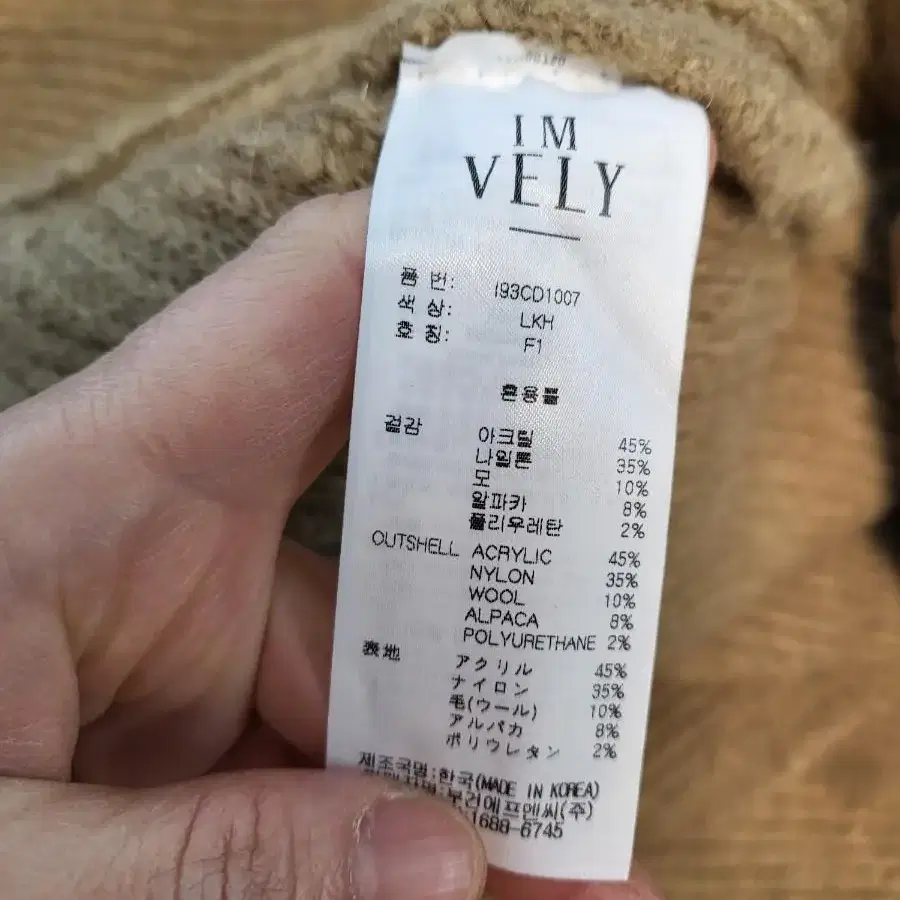 IM
VELY
품 번: I93CD1007
색 상: LKH
호 칭: F1
혼용률
겉감 아크릴 45%
나일론 35%
모 10%
알파카 8%
폴리우레탄 2%
OUTSHELL ACRYLIC 45%
NYLON 35%
WOOL 10%
ALPACA 8%
POLYURETHANE 2%
表地 アクリル 45%
ナイロン 35%
毛(ウール) 10%
アルパカ 8%
ポリウレタン 2%
제조국명:한국(MADE IN KOREA)
부건에프엔씨(주)
1688-6745